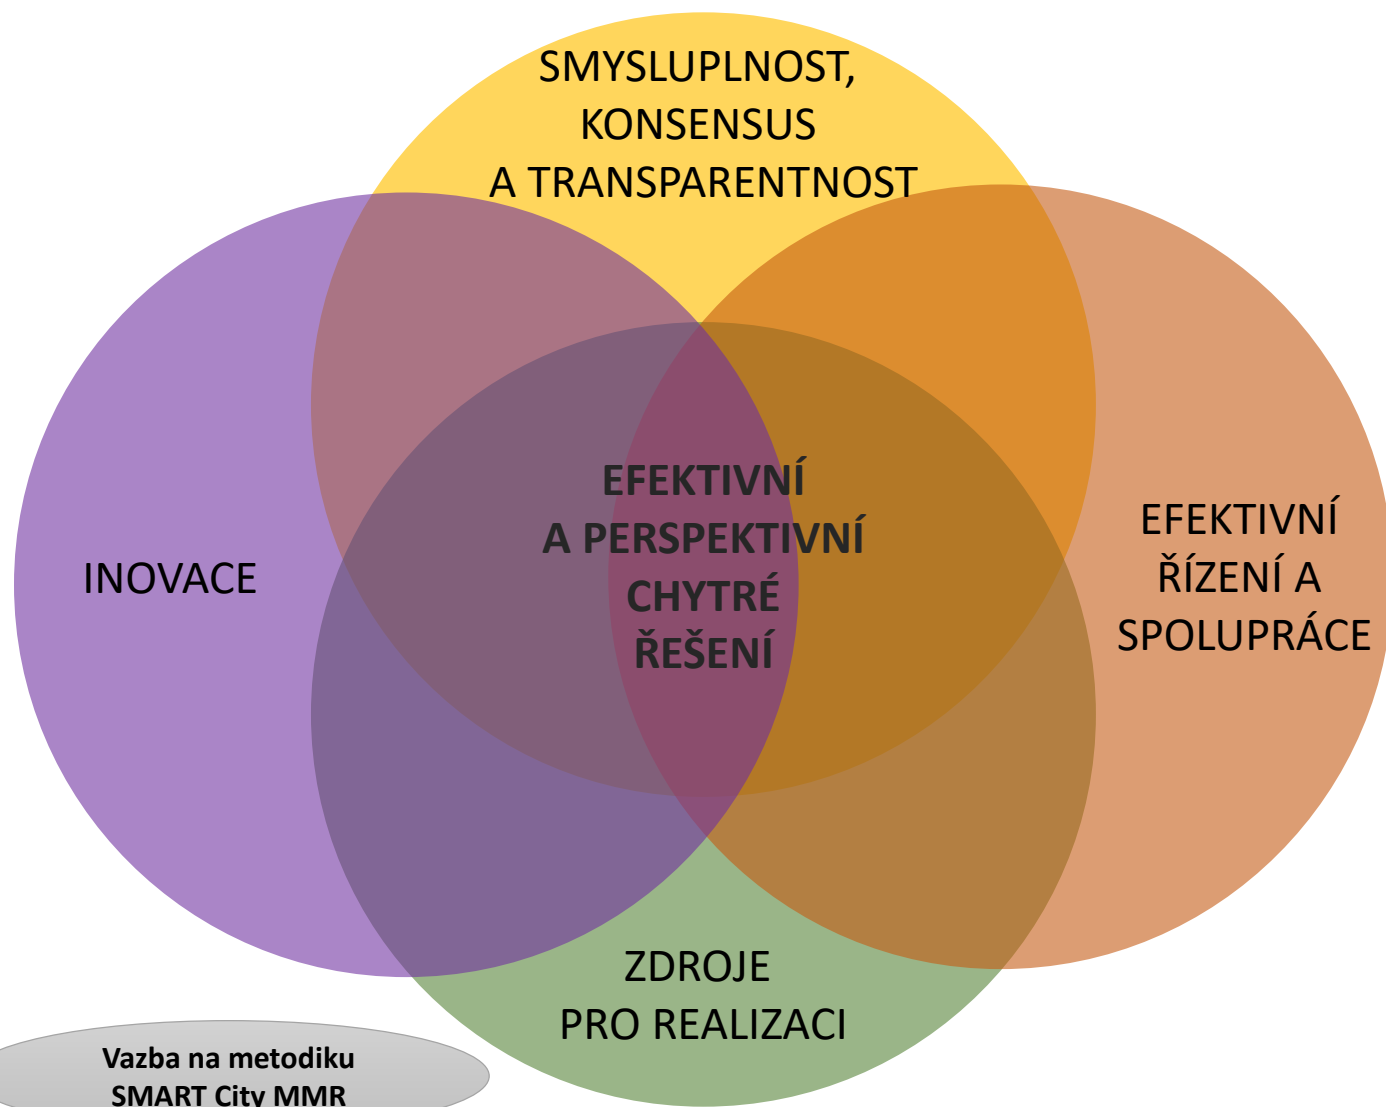 SMYSLUPLNOST,
KONSENSUS
A TRANSPARENTNOST
INOVACE
EFEKTIVNÍ
A PERSPEKTIVNÍ
CHYTRÉ
ŘEŠENÍ
EFEKTIVNÍ
ŘÍZENÍ A
SPOLUPRÁCE
ZDROJE
PRO REALIZACI
Vazba na metodiku
SMART City MMR